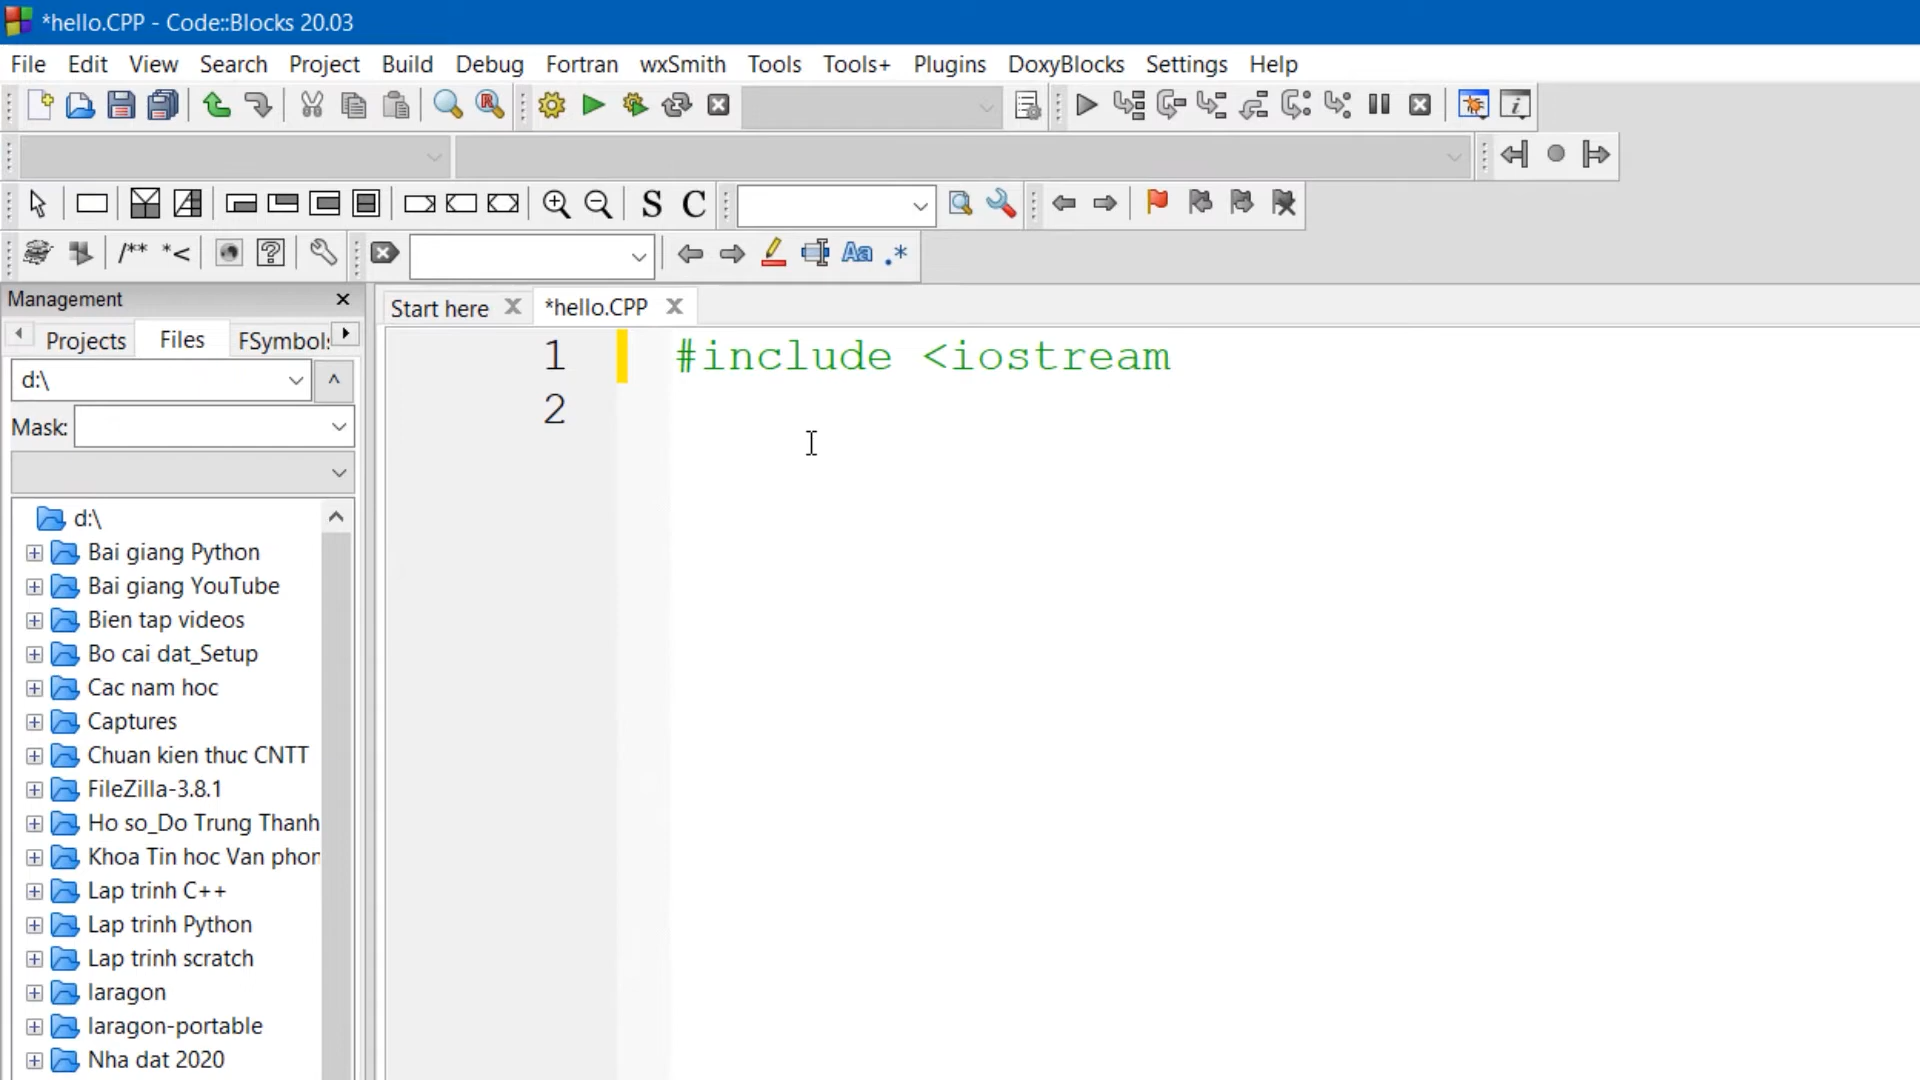 *hello.CPP - Code::Blocks 20.03
File Edit View Search Project Build Debug Fortran wxSmith Tools Tools+ Plugins DoxyBlocks Settings Help
S C
/** *< Aa .*
Management
Projects Files FSymbols
Start here *hello.CPP
d:\
Mask:
1 #include <iostream
2
d:\
Bai giang Python
Bai giang YouTube
Bien tap videos
Bo cai dat_Setup
Cac nam hoc
Captures
Chuan kien thuc CNTT
FileZilla-3.8.1
Ho so_Do Trung Thanh
Khoa Tin hoc Van phon
Lap trinh C++
Lap trinh Python
Lap trinh scratch
laragon
laragon-portable
Nha dat 2020